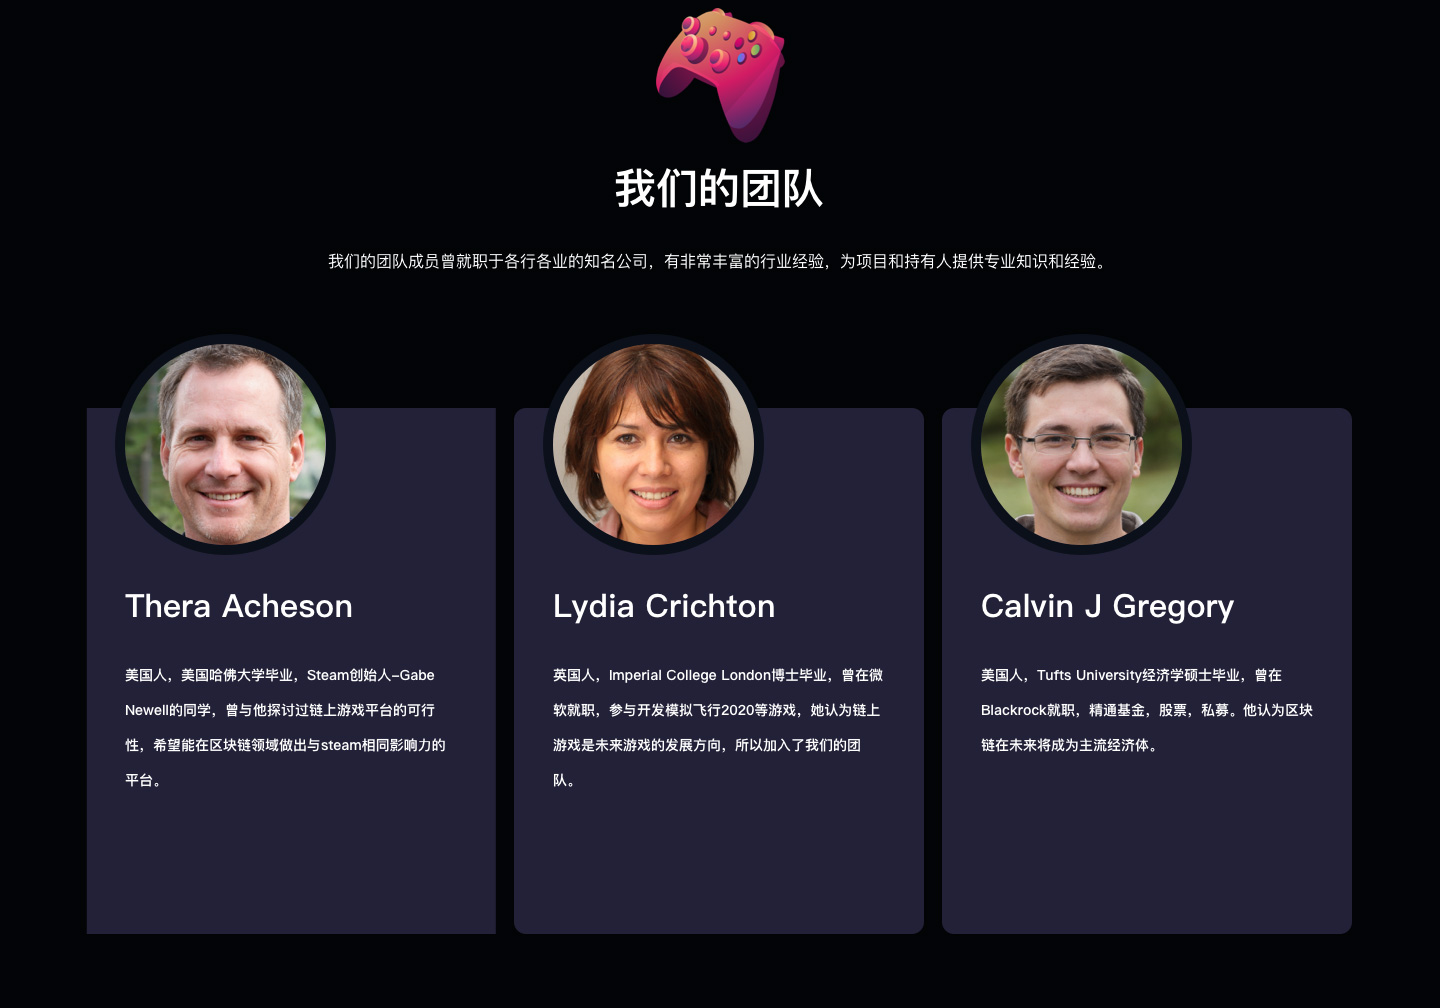 我们的团队
我们的团队成员曾就职于各行各业的知名公司，有非常丰富的行业经验，为项目和持有人提供专业知识和经验。
Thera Acheson
美国人，美国哈佛大学毕业，Steam创始人-Gabe
Newell的同学，曾与他探讨过链上游戏平台的可行
性，希望能在区块链领域做出与steam相同影响力的
平台。
Lydia Crichton
英国人，Imperial College London博士毕业，曾在微
软就职，参与开发模拟飞行2020等游戏，她认为链上
游戏是未来游戏的发展方向，所以加入了我们的团
队。
Calvin J Gregory
美国人，Tufts University经济学硕士毕业，曾在
Blackrock就职，精通基金，股票，私募。他认为区块
链在未来将成为主流经济体。